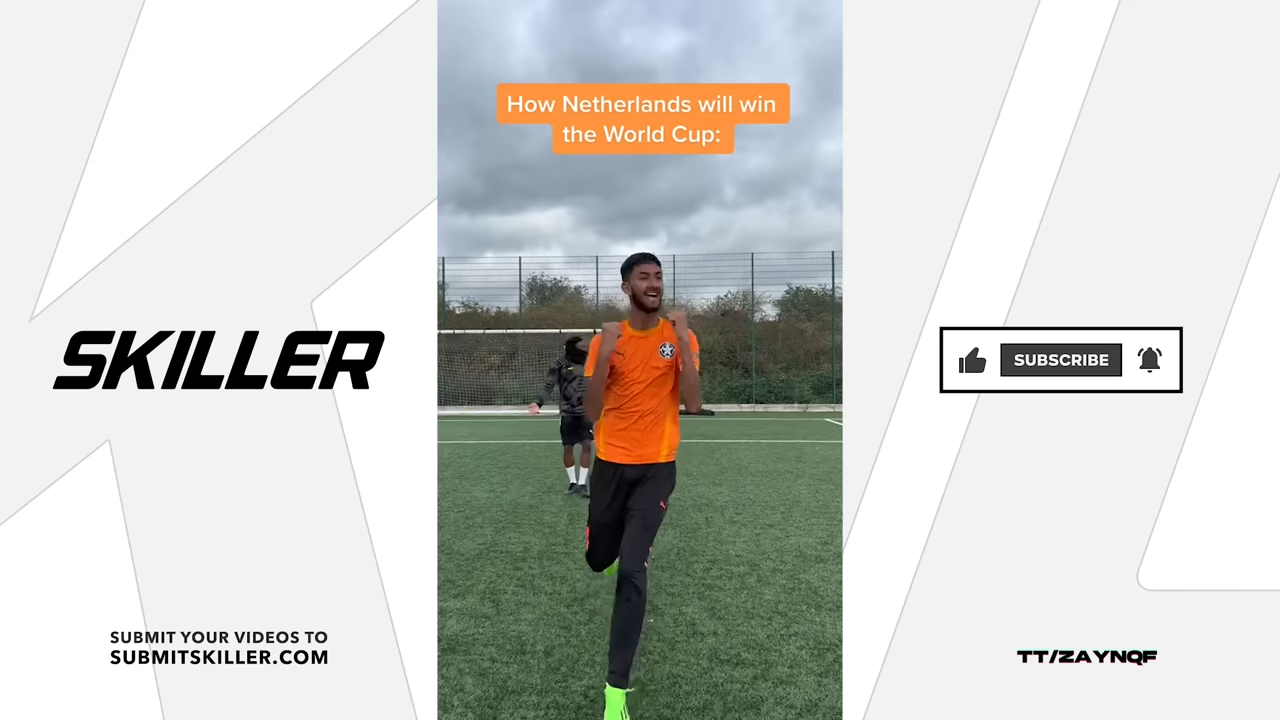 How Netherlands will win
the World Cup:
SKILLER
SUBSCRIBE
SUBMIT YOUR VIDEOS TO
SUBMITSKILLER.COM
TT/ZAYNQF